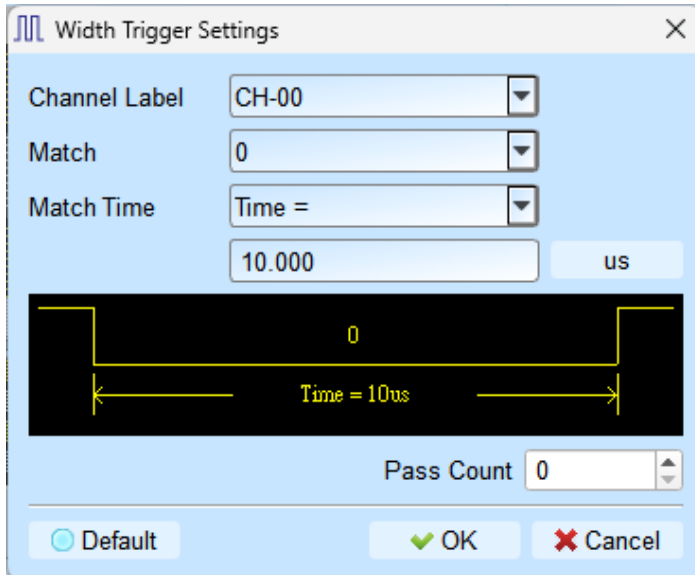 Width Trigger Settings
Channel Label CH-00
Match 0
Match Time Time =
10.000 us
0
Time = 10us
Pass Count 0
Default OK Cancel